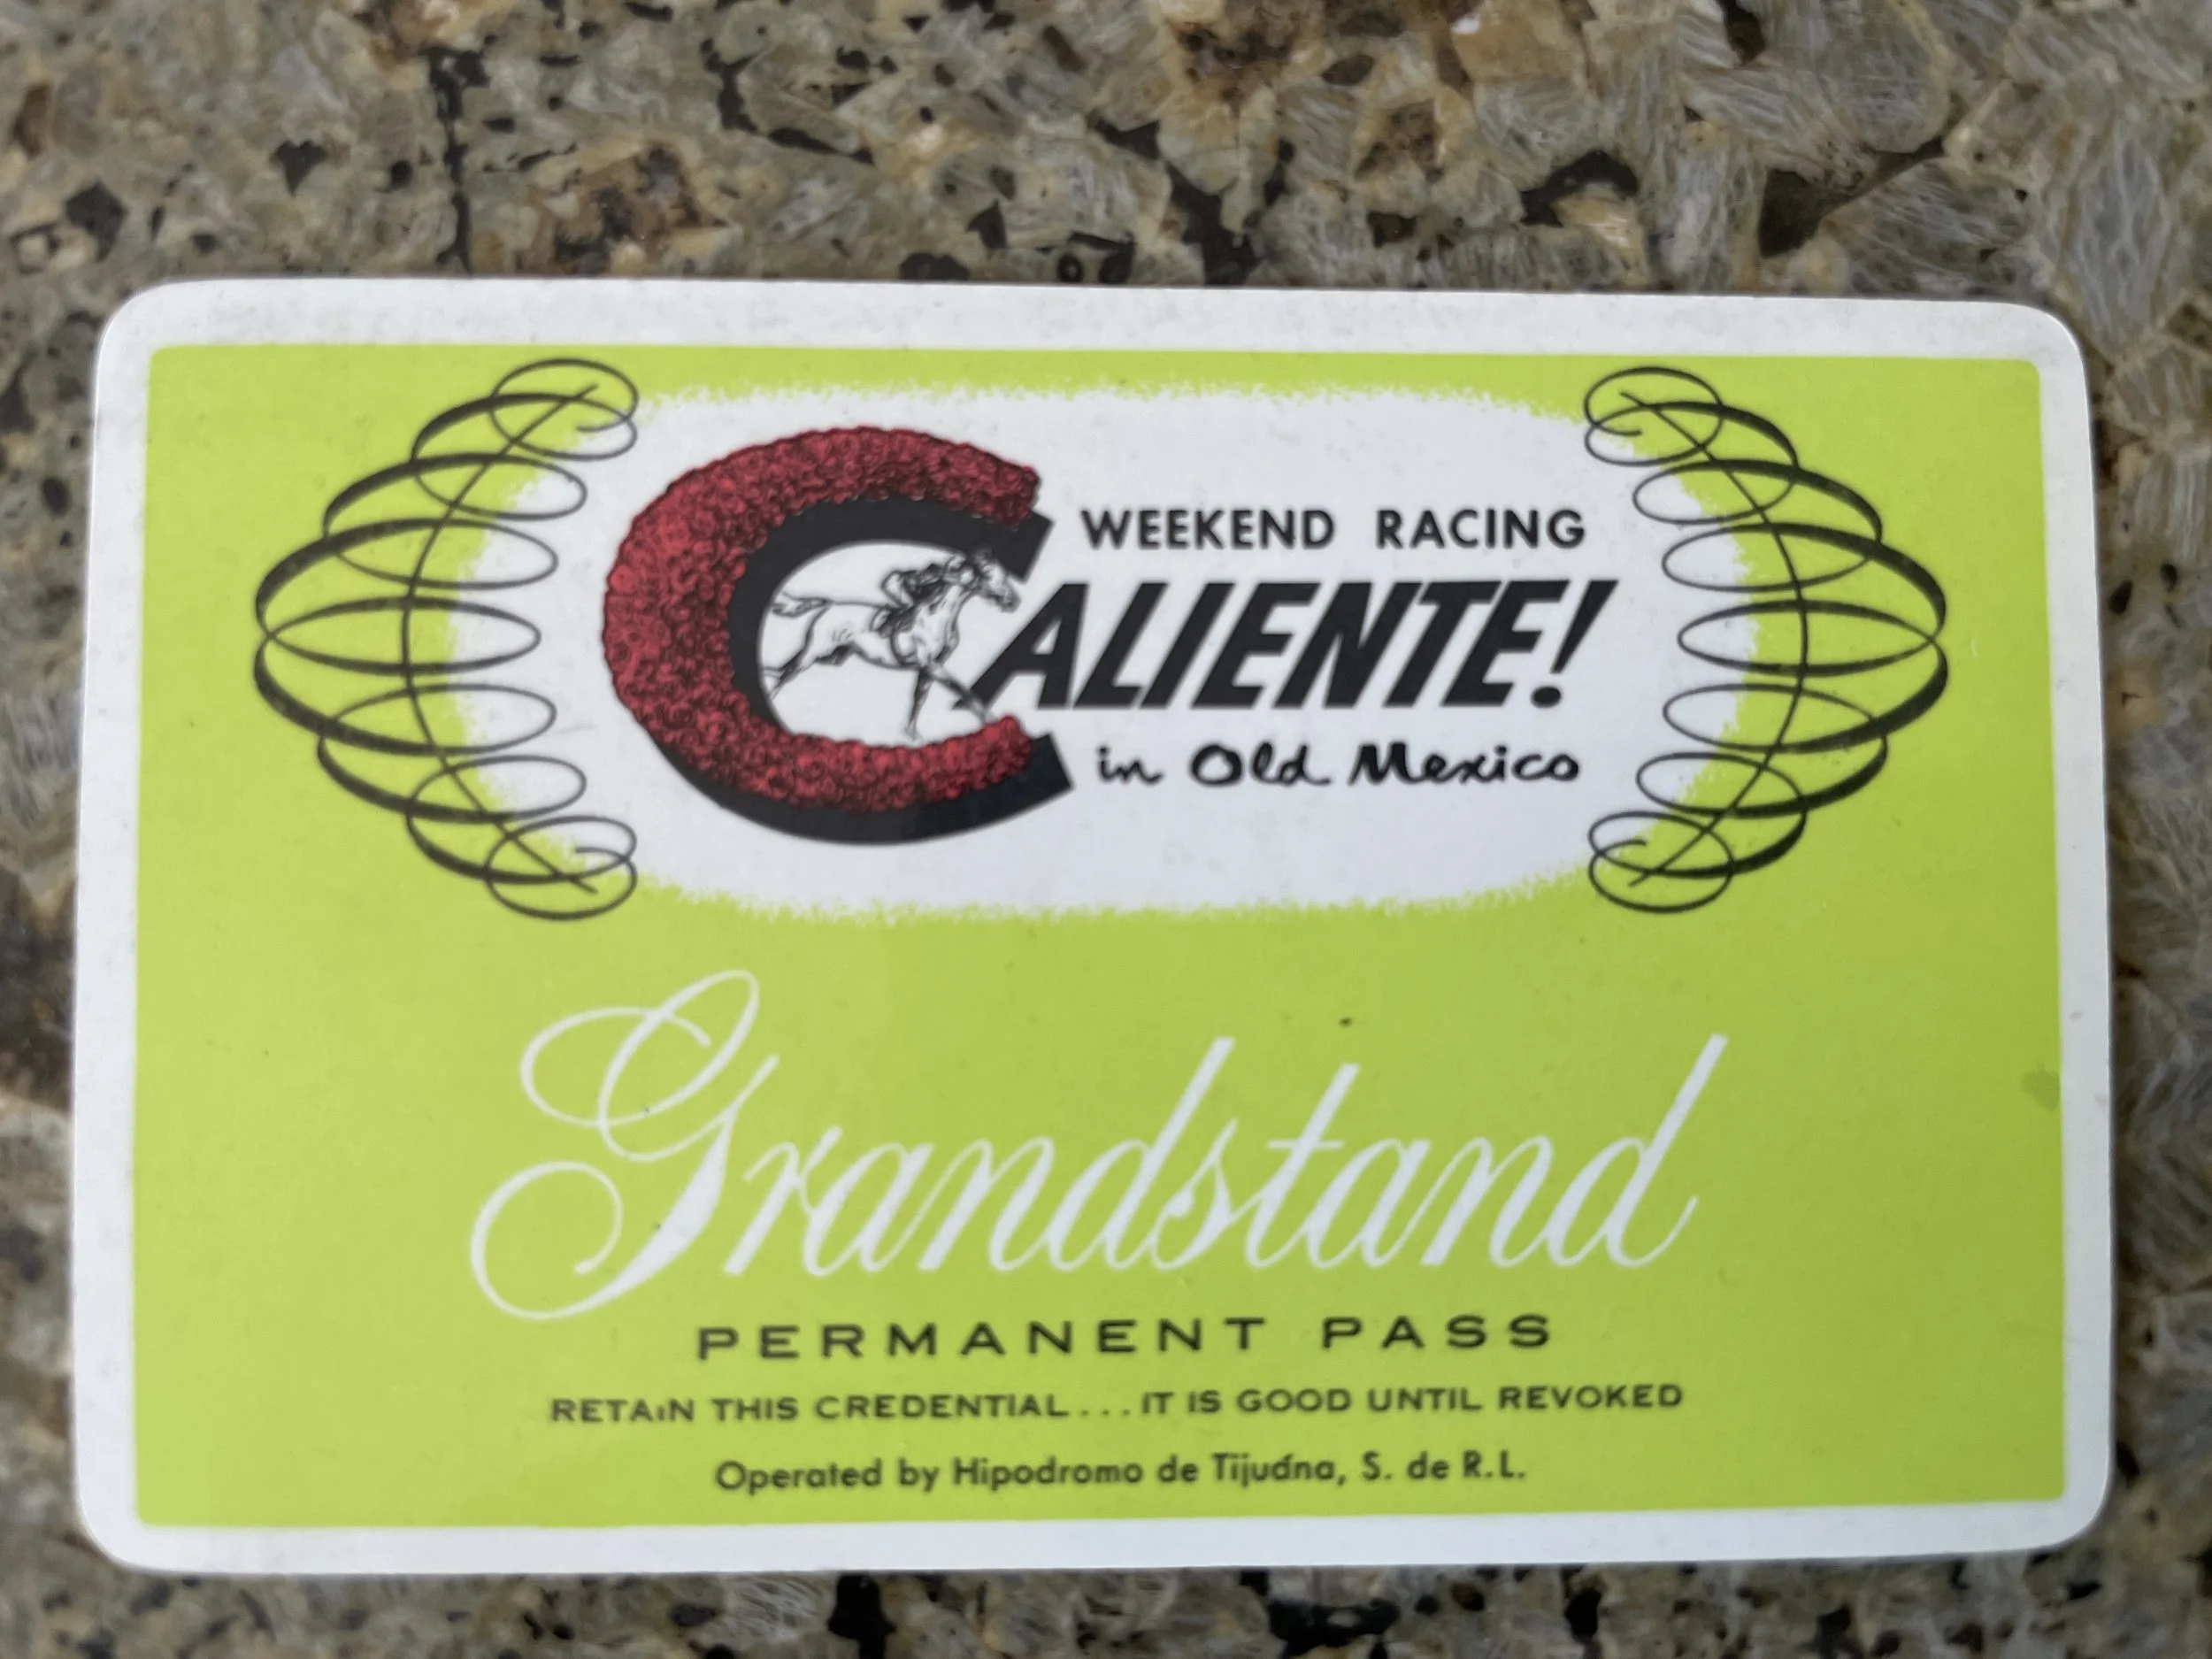 WEEKEND RACING
CALIENTE!
in Old Mexico
Grandstand
PERMANENT PASS
RETAiN THIS CREDENTIAL...IT IS GOOD UNTIL REVOKED
Operated by Hipodromo de Tijuána, S. de R.L.